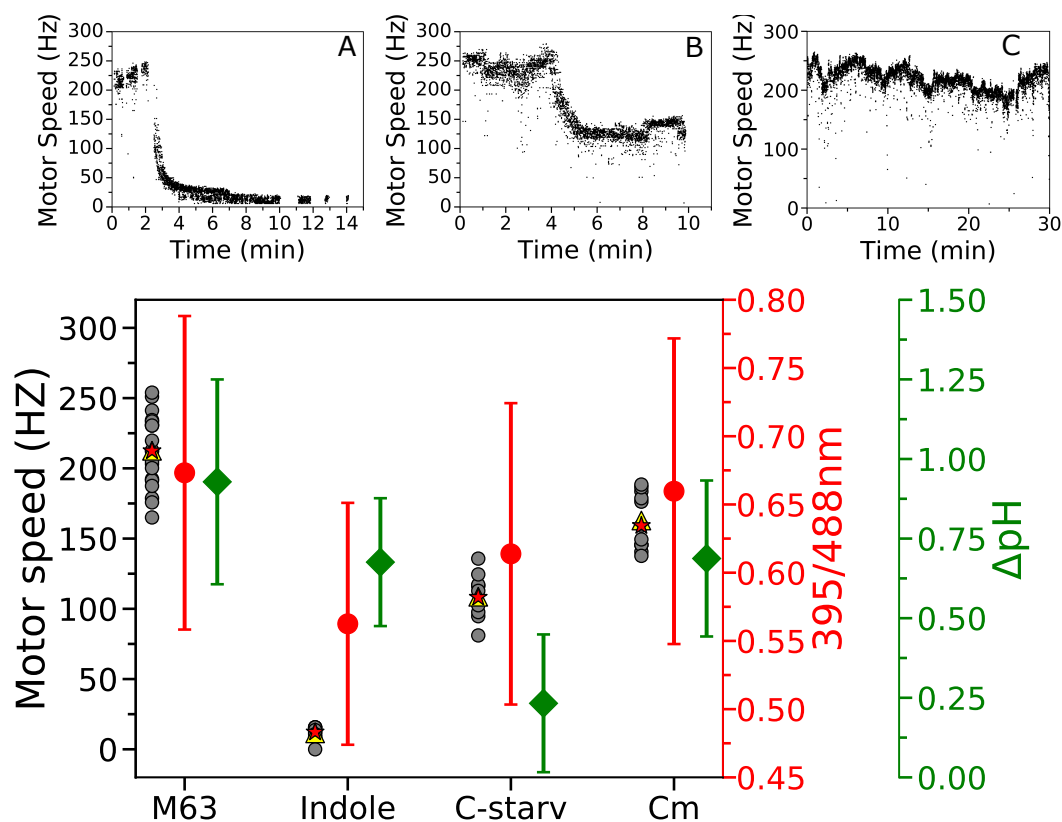 300
250
200
150
100
50
0
Motor Speed (Hz)
A
0 2 4 6 8 10 12 14
Time (min)
300
250
200
150
100
50
0
Motor Speed (Hz)
B
0 2 4 6 8 10
Time (min)
300
200
100
0
Motor Speed (Hz)
C
0 10 20 30
Time (min)
300
250
200
150
100
50
0
Motor speed (HZ)
M63 Indole C-starv Cm
0.80
0.75
0.70
0.65
0.60
0.55
0.50
0.45
395/488nm
1.50
1.25
1.00
0.75
0.50
0.25
0.00
ΔpH